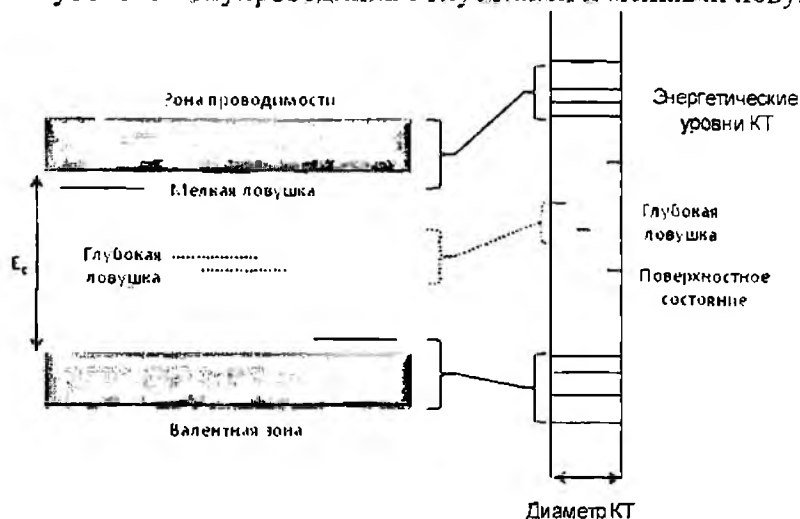 Зона проводимости
Мелкая ловушка
Глубокая
ловушка
Валентная зона
Энергетические
уровни КТ
Глубокая
ловушка
Поверхностное
состояние
Диаметр КТ